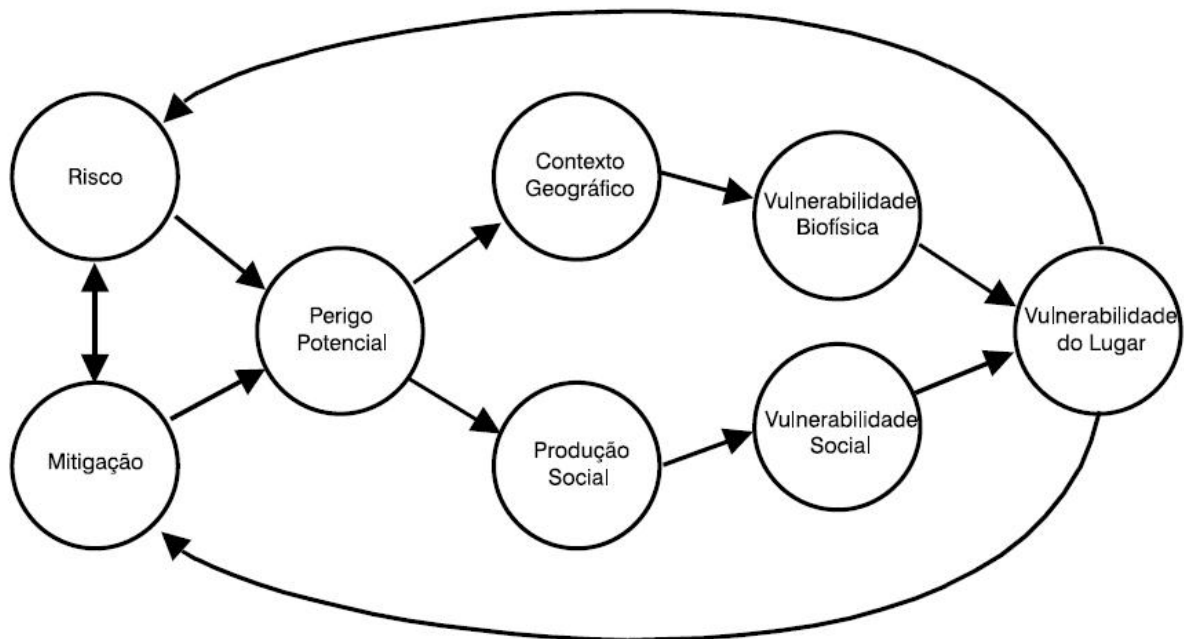 Risco
Mitigação
Perigo
Potencial
Contexto
Geográfico
Produção
Social
Vulnerabilidade
Biofísica
Vulnerabilidade
Social
Vulnerabilidade
do Lugar